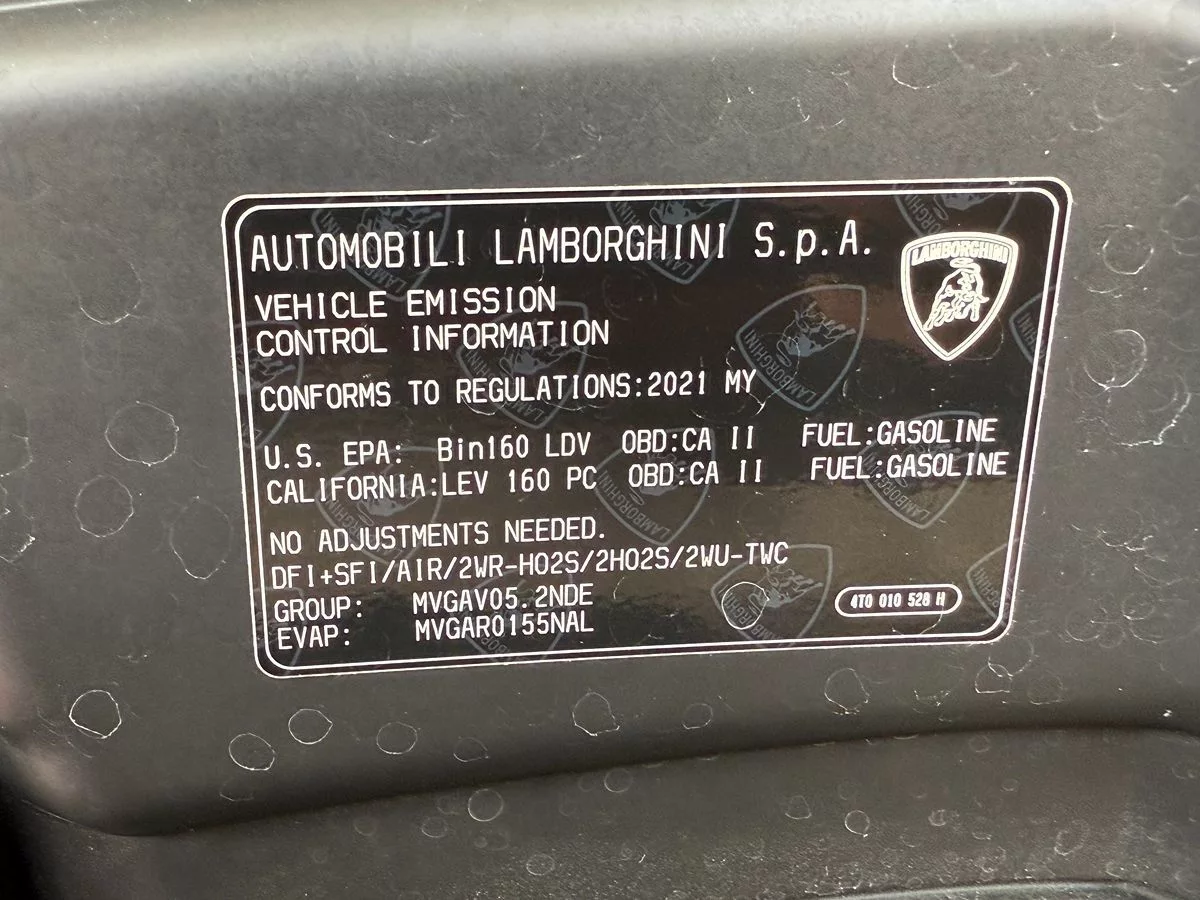 AUTOMOBILI LAMBORGHINI S.p.A.
LAMBORGHINI
VEHICLE EMISSION
CONTROL INFORMATION
CONFORMS TO REGULATIONS:2021 MY
U.S. EPA: Bin160 LDV OBD:CA II FUEL:GASOLINE
CALIFORNIA:LEV 160 PC OBD:CA II FUEL:GASOLINE
NO ADJUSTMENTS NEEDED.
DFI+SFI/AIR/2WR-HO2S/2HO2S/2WU-TWC
GROUP: MVGAV05.2NDE
EVAP: MVGAR0155NAL
4T0 010 528 H